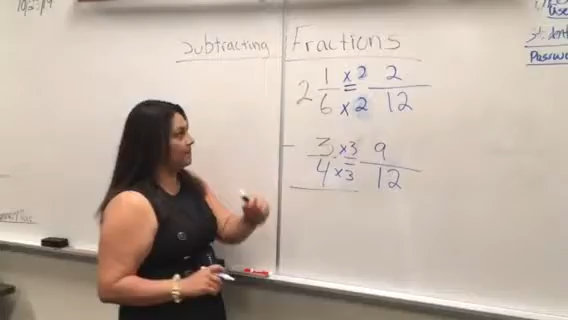 Subtracting Fractions
2 1/6 x2 = x2 2/12
- 3/4 x3 = x3 9/12